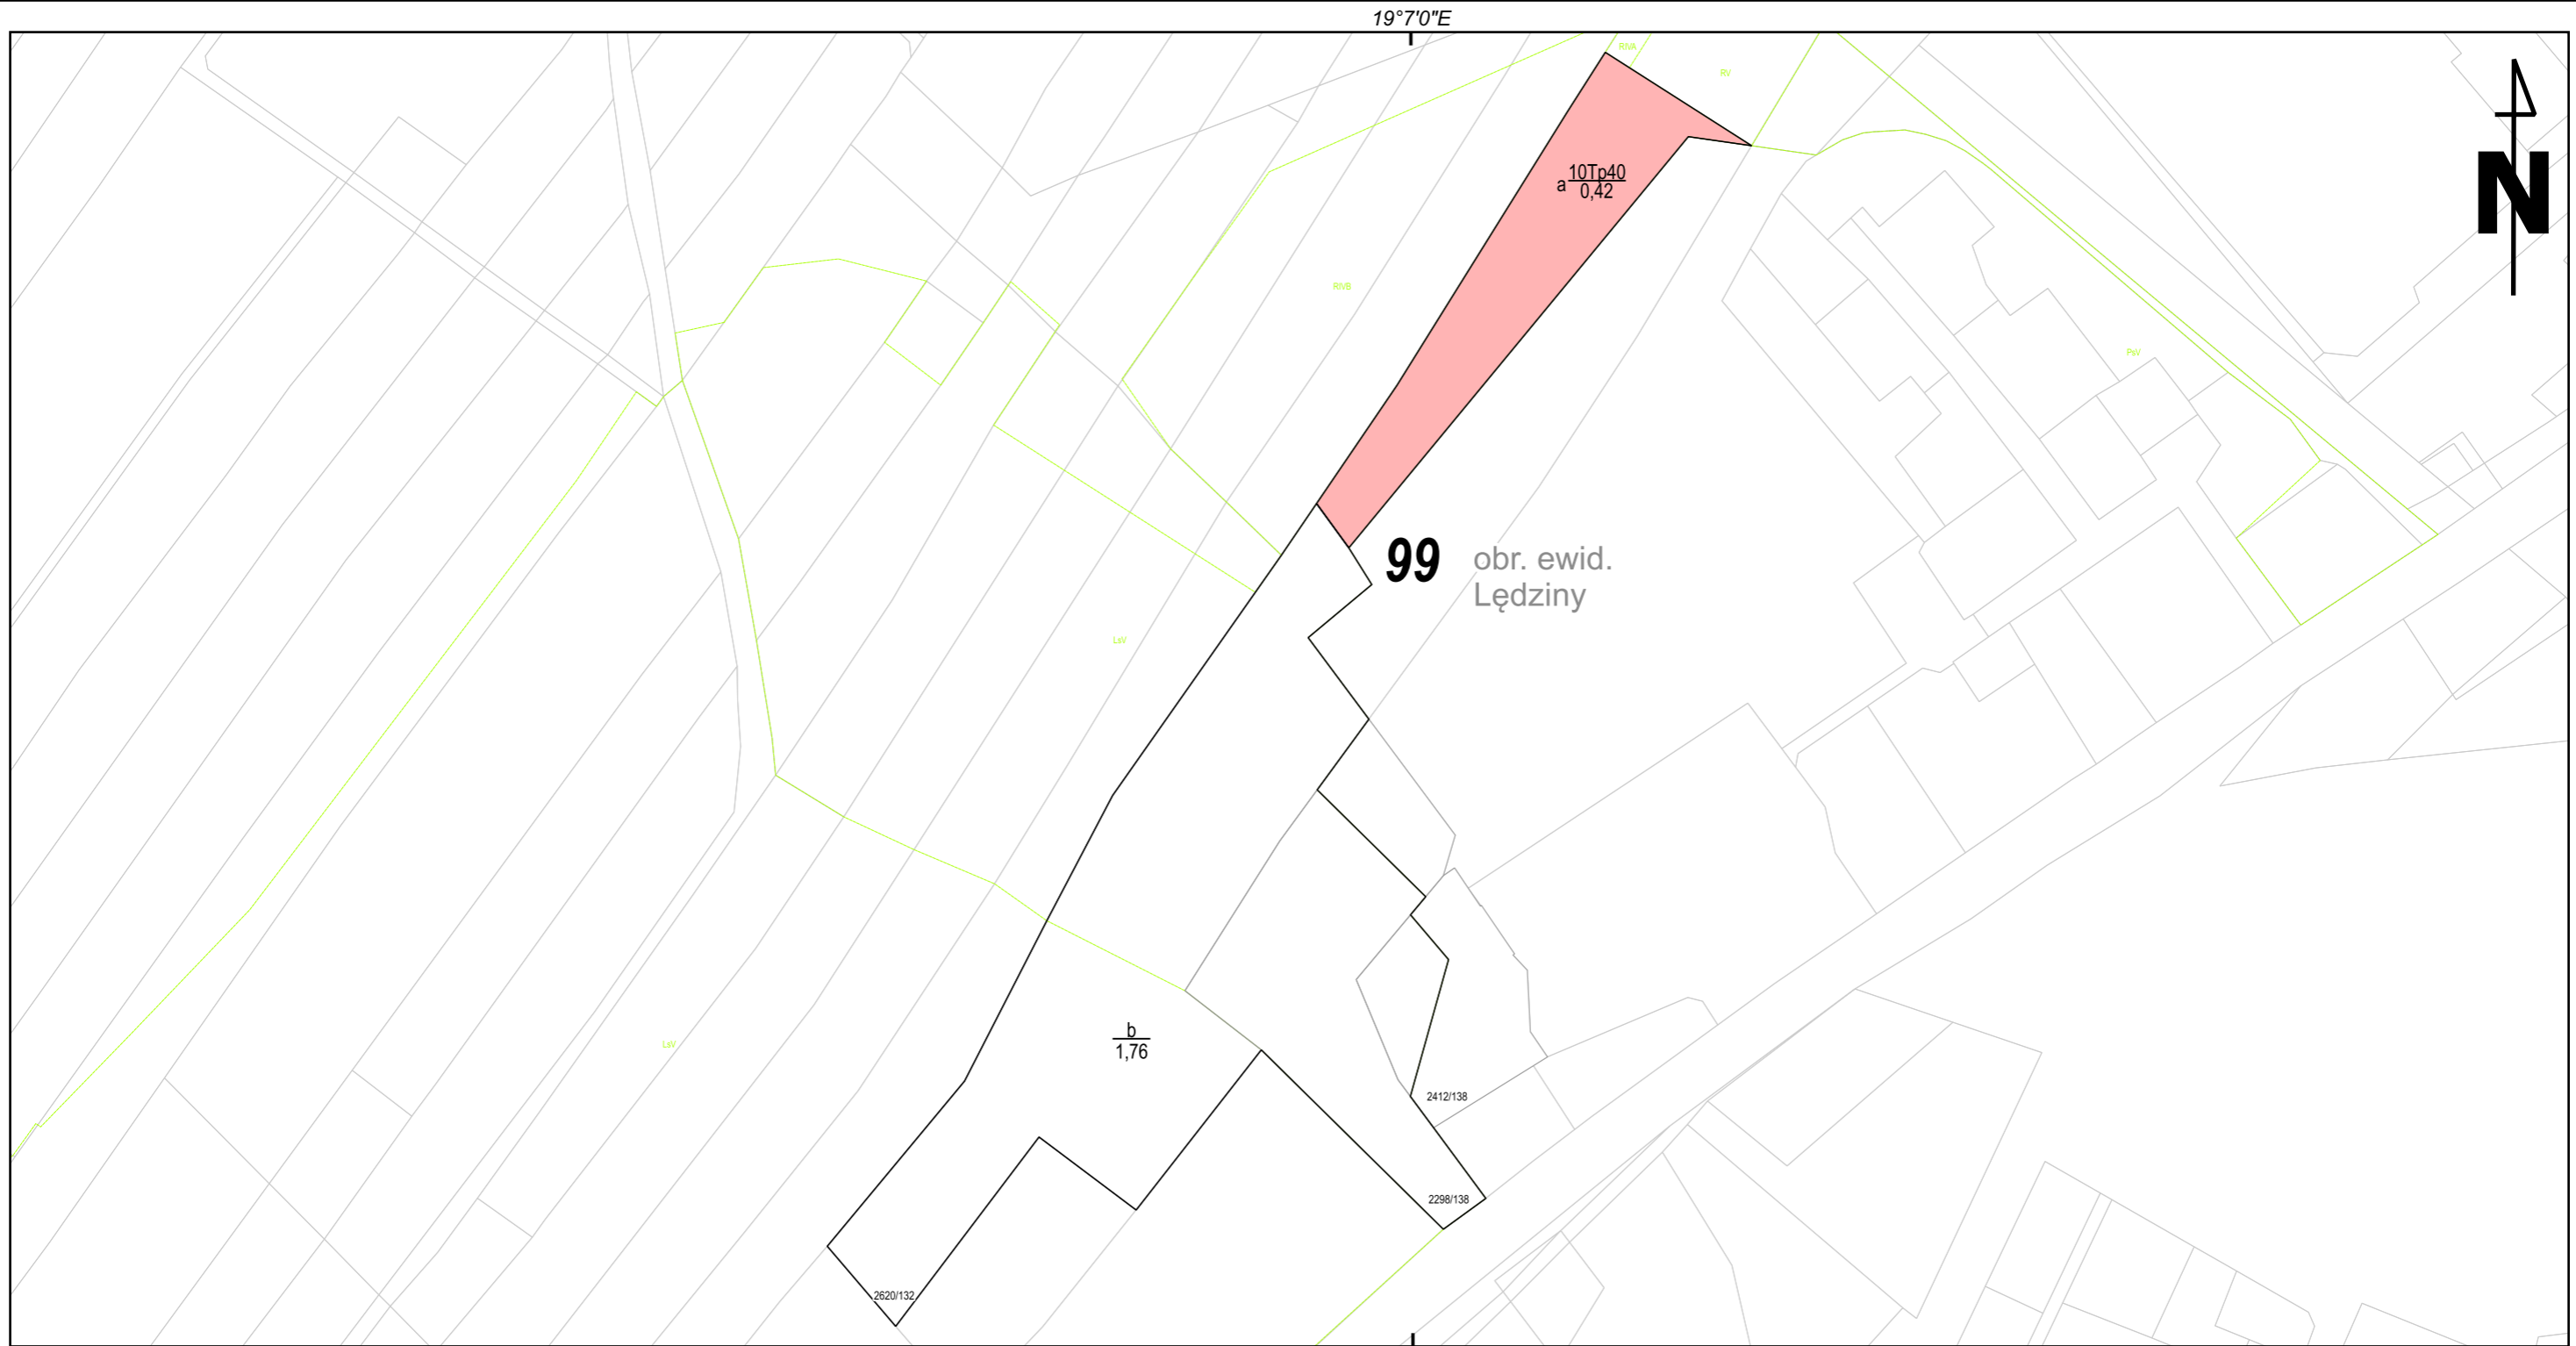 19°7'0"E
RIVA
RV
N
a 10Tp40
0,42
RIVB
RsV
99 obr. ewid.
Lędziny
LsV
b
1,76
LsV
2412/138
2298/138
2620/132